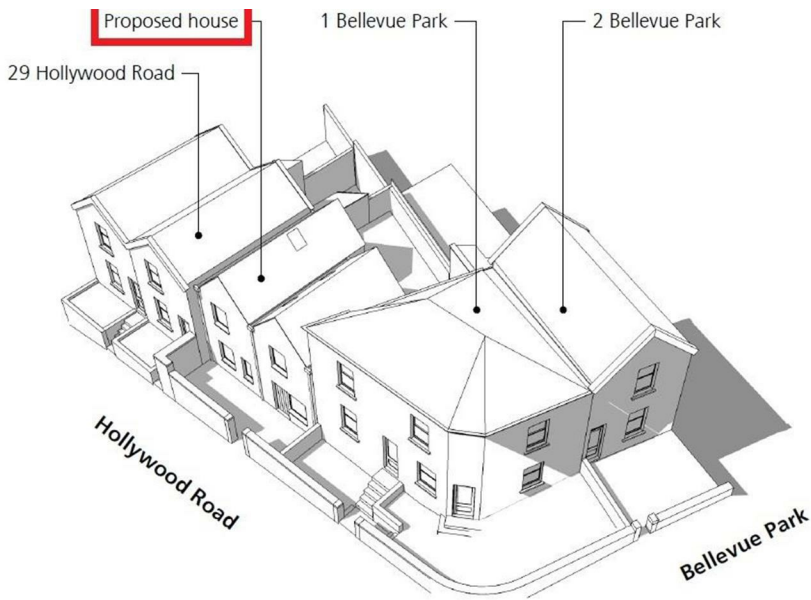 Proposed house
1 Bellevue Park
2 Bellevue Park
29 Hollywood Road
Hollywood Road
Bellevue Park